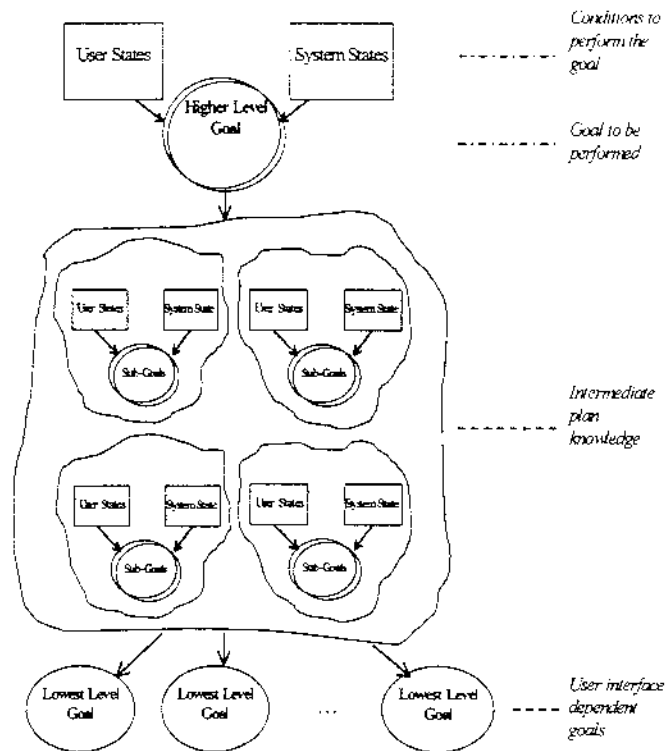 Conditions to
perform the
goal
User States
System States
Higher Level
Goal
Goal to be
performed
User States
System State
User States
System State
Sub-Goals
Sub-Goals
Intermediate
plan
knowledge
User States
System State
User States
System State
Sub-Goals
Sub-Goals
Lowest Level
Goal
Lowest Level
Goal
...
Lowest Level
Goal
User interface
dependent
goals